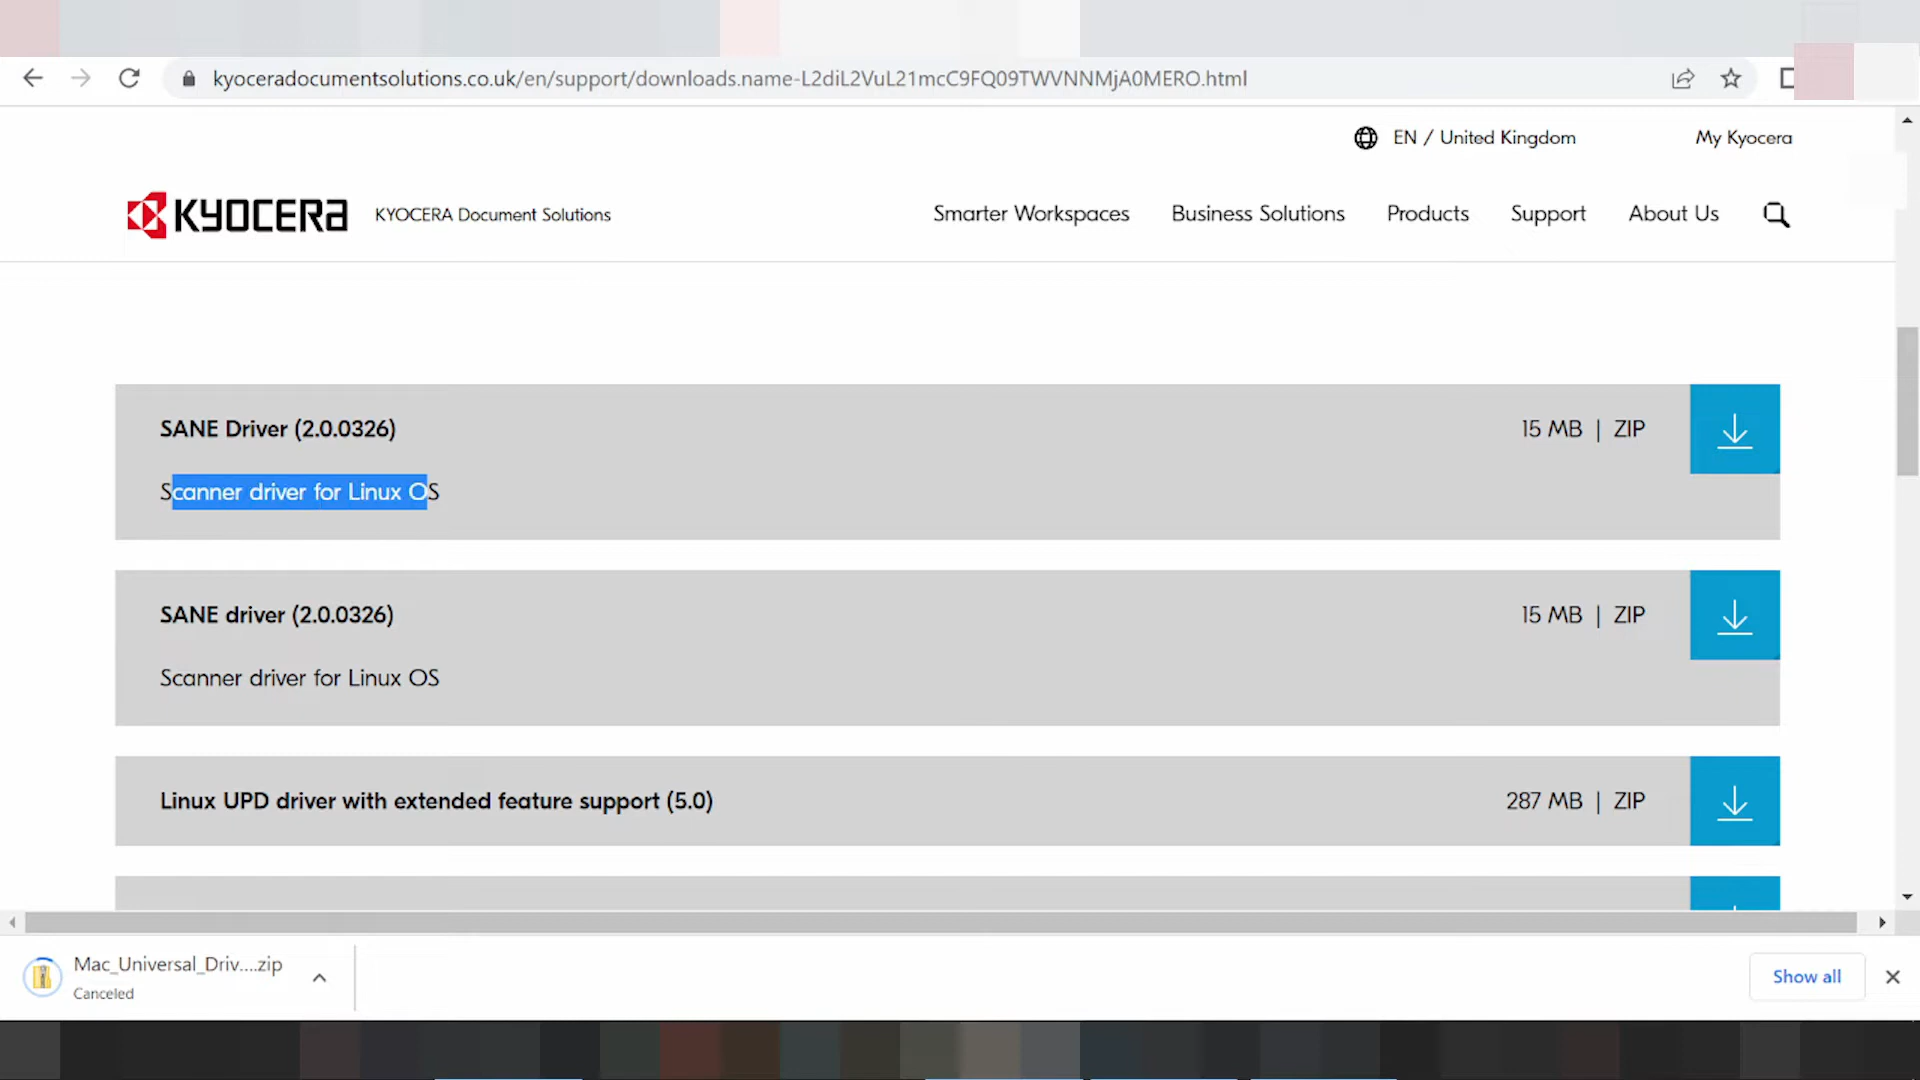 kyoceradocumentsolutions.co.uk/en/support/downloads.name-L2diL2VuL21mcC9FQ09TWVNNMjA0MERO.html
EN / United Kingdom
My Kyocera
KYOCERA
KYOCERA Document Solutions
Smarter Workspaces
Business Solutions
Products
Support
About Us
SANE Driver (2.0.0326)
15 MB | ZIP
Scanner driver for Linux OS
SANE driver (2.0.0326)
15 MB | ZIP
Scanner driver for Linux OS
Linux UPD driver with extended feature support (5.0)
287 MB | ZIP
Mac_Universal_Driv....zip
Canceled
Show all